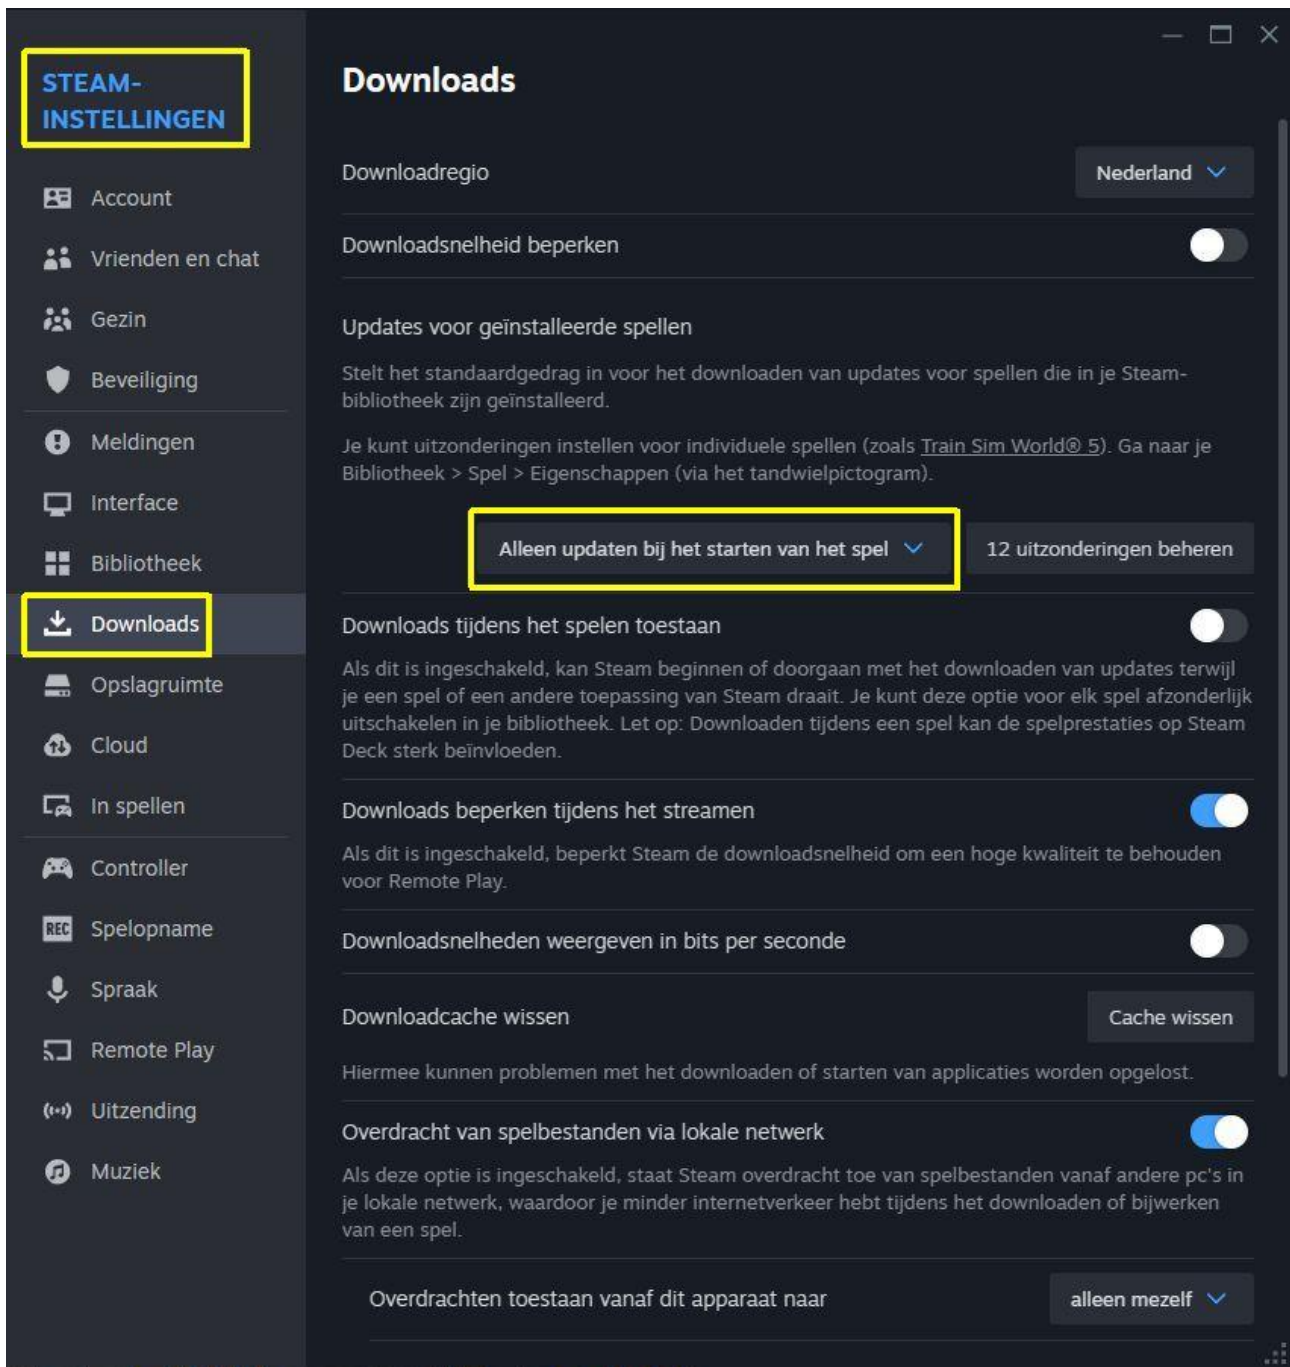 STEAM-
INSTELLINGEN
Account
Vrienden en chat
Gezin
Beveiliging
Meldingen
Interface
Bibliotheek
Downloads
Opslagruimte
Cloud
In spellen
Controller
REC Spelopname
Spraak
Remote Play
Uitzending
Muziek
Downloads
Downloadregio
Nederland
Downloadsnelheid beperken
Updates voor geïnstalleerde spellen
Stelt het standaardgedrag in voor het downloaden van updates voor spellen die in je Steam-
bibliotheek zijn geïnstalleerd.
Je kunt uitzonderingen instellen voor individuele spellen (zoals Train Sim World® 5). Ga naar je
Bibliotheek > Spel > Eigenschappen (via het tandwielpictogram).
Alleen updaten bij het starten van het spel
12 uitzonderingen beheren
Downloads tijdens het spelen toestaan
Als dit is ingeschakeld, kan Steam beginnen of doorgaan met het downloaden van updates terwijl
je een spel of een andere toepassing van Steam draait. Je kunt deze optie voor elk spel afzonderlijk
uitschakelen in je bibliotheek. Let op: Downloaden tijdens een spel kan de spelprestaties op Steam
Deck sterk beïnvloeden.
Downloads beperken tijdens het streamen
Als dit is ingeschakeld, beperkt Steam de downloadsnelheid om een hoge kwaliteit te behouden
voor Remote Play.
Downloadsnelheden weergeven in bits per seconde
Downloadcache wissen
Cache wissen
Hiermee kunnen problemen met het downloaden of starten van applicaties worden opgelost.
Overdracht van spelbestanden via lokale netwerk
Als deze optie is ingeschakeld, staat Steam overdracht toe van spelbestanden vanaf andere pc's in
je lokale netwerk, waardoor je minder internetverkeer hebt tijdens het downloaden of bijwerken
van een spel.
Overdrachten toestaan vanaf dit apparaat naar
alleen mezelf